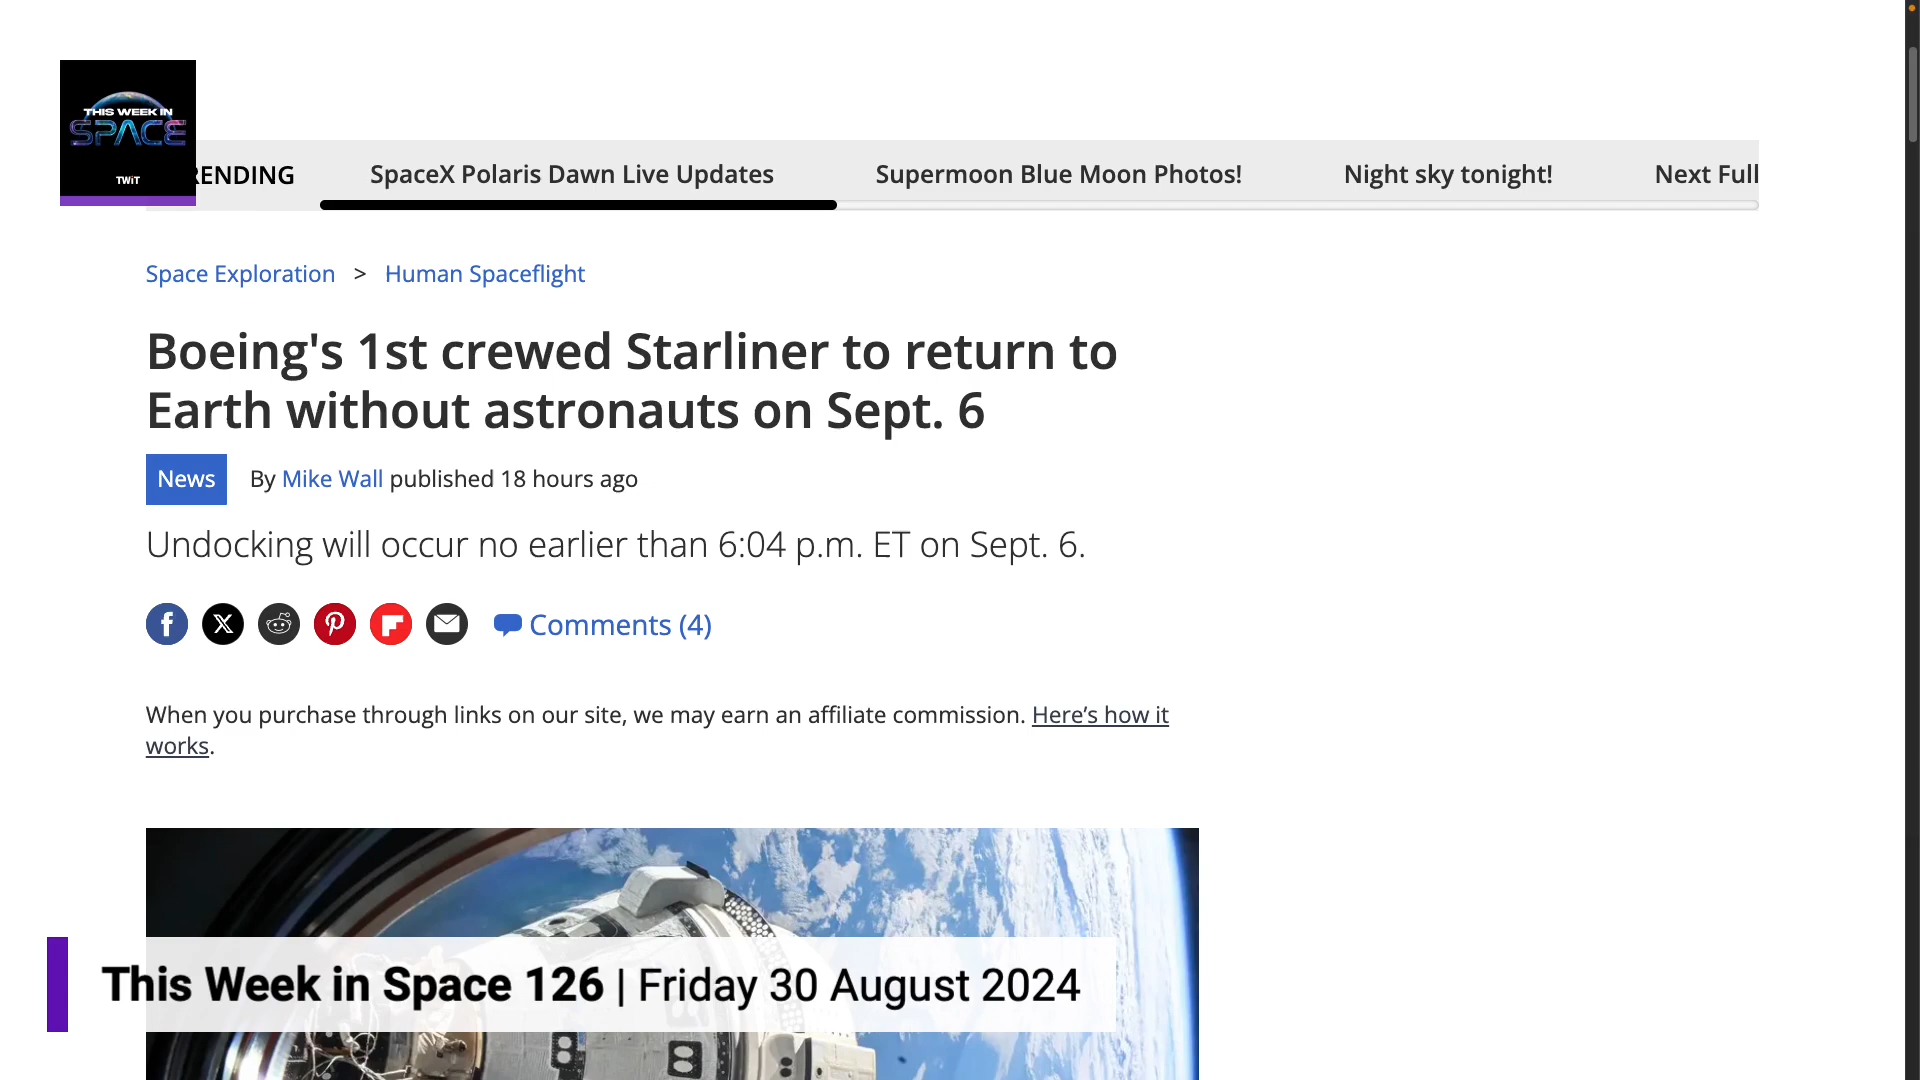 THIS WEEK IN
SPACE
TWiT
RENDING
SpaceX Polaris Dawn Live Updates
Supermoon Blue Moon Photos!
Night sky tonight!
Next Full
Space Exploration > Human Spaceflight
Boeing's 1st crewed Starliner to return to
Earth without astronauts on Sept. 6
News By Mike Wall published 18 hours ago
Undocking will occur no earlier than 6:04 p.m. ET on Sept. 6.
Comments (4)
When you purchase through links on our site, we may earn an affiliate commission. Here’s how it
works.
This Week in Space 126 | Friday 30 August 2024